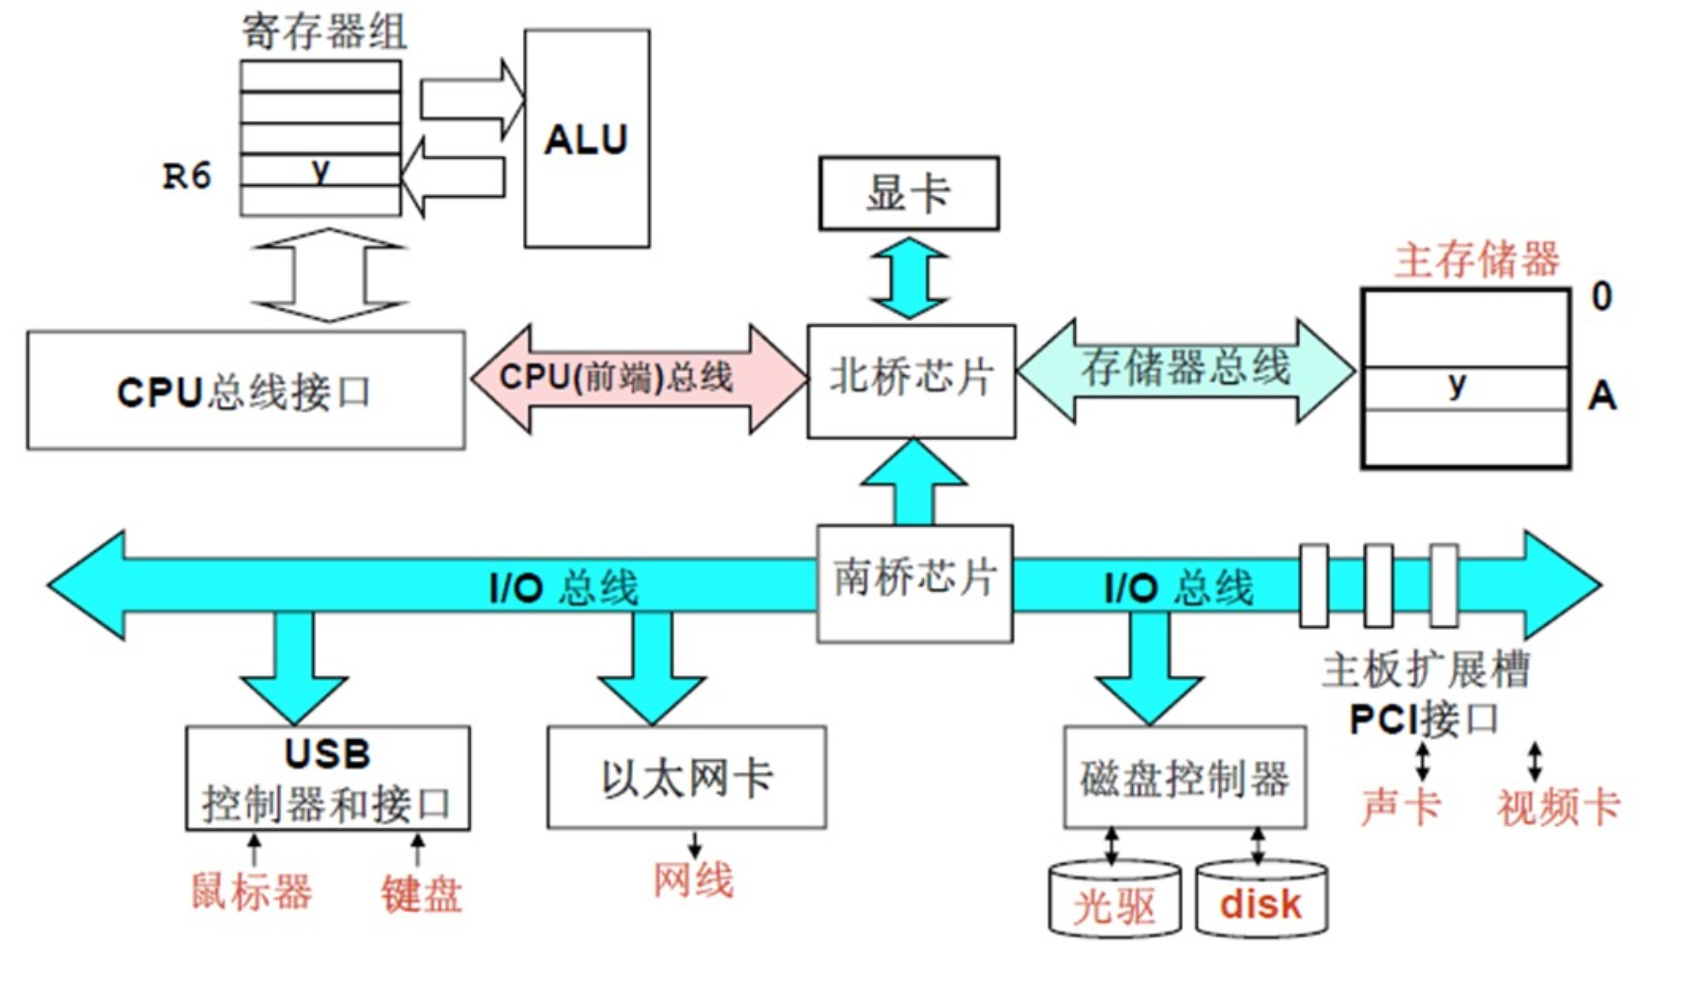 寄存器组
ALU
R6
y
显卡
主存储器
0
CPU总线接口
CPU(前端)总线
北桥芯片
存储器总线
y
A
I/O 总线
南桥芯片
I/O 总线
主板扩展槽
PCI接口
USB
控制器和接口
以太网卡
磁盘控制器
声卡
视频卡
鼠标器
键盘
网线
光驱
disk